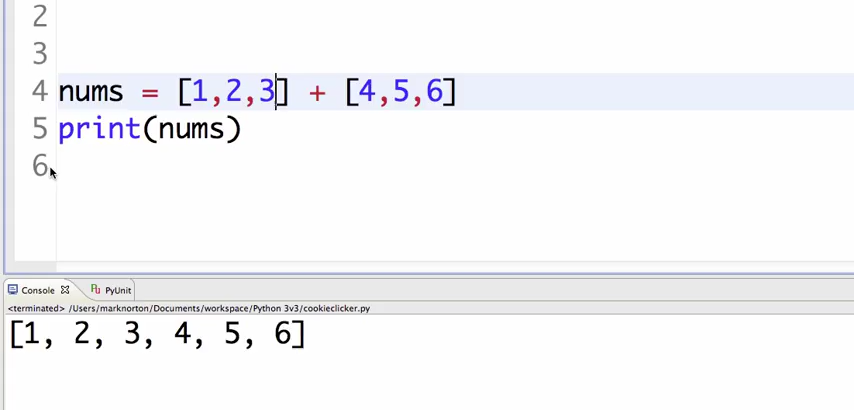 2
3
4 nums = [1,2,3] + [4,5,6]
5 print(nums)
6
Console PyUnit
<terminated> /Users/marknorton/Documents/workspace/Python 3v3/cookieclicker.py
[1, 2, 3, 4, 5, 6]